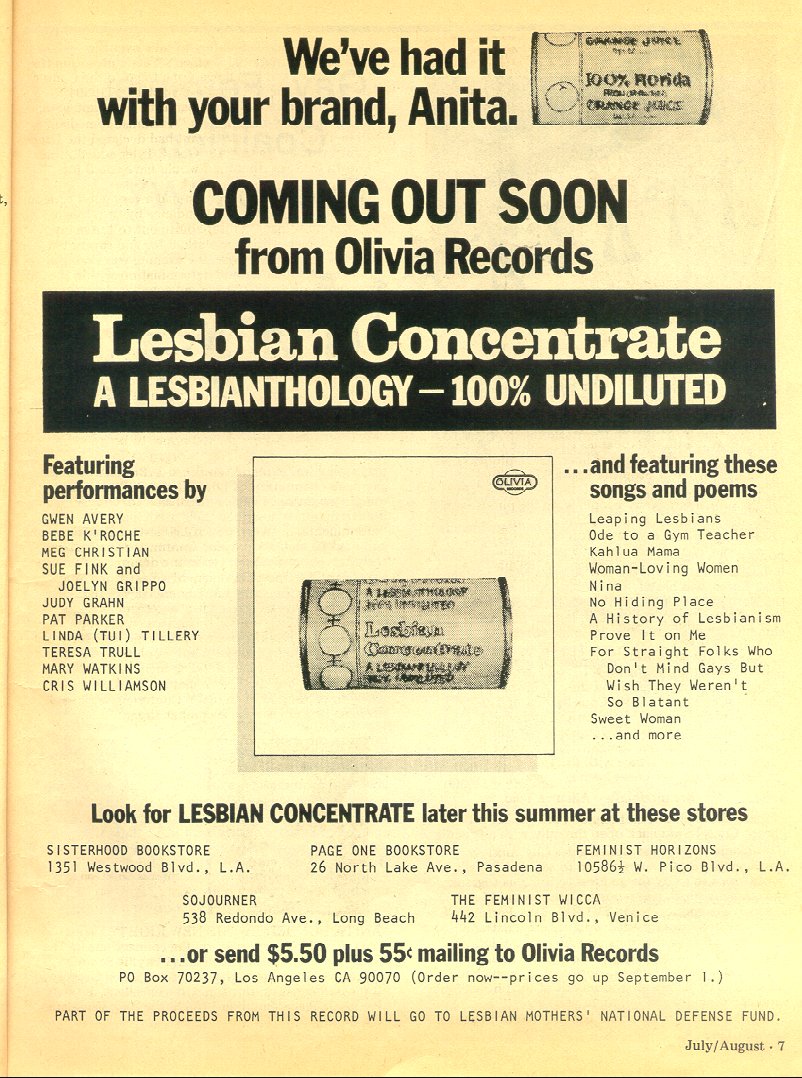 We've had it
with your brand, Anita.
ORANGE JUICE
100% Florida
ORANGE JUICE
COMING OUT SOON
from Olivia Records
Lesbian Concentrate
A LESBIANTHOLOGY — 100% UNDILUTED
Featuring
performances by
GWEN AVERY
BEBE K'ROCHE
MEG CHRISTIAN
SUE FINK and
JOELYN GRIPPO
JUDY GRAHN
PAT PARKER
LINDA (TUI) TILLERY
TERESA TRULL
MARY WATKINS
CRIS WILLIAMSON
OLIVIA
RECORDS
A LESBIANTHOLOGY
100% UNDILUTED
Lesbian
Concentrate
A LESBIANTHOLOGY
100% UNDILUTED
...and featuring these
songs and poems
Leaping Lesbians
Ode to a Gym Teacher
Kahlua Mama
Woman-Loving Women
Nina
No Hiding Place
A History of Lesbianism
Prove It on Me
For Straight Folks Who
Don't Mind Gays But
Wish They Weren't
So Blatant
Sweet Woman
...and more
Look for LESBIAN CONCENTRATE later this summer at these stores
SISTERHOOD BOOKSTORE
1351 Westwood Blvd., L.A.
PAGE ONE BOOKSTORE
26 North Lake Ave., Pasadena
FEMINIST HORIZONS
10586½ W. Pico Blvd., L.A.
SOJOURNER
538 Redondo Ave., Long Beach
THE FEMINIST WICCA
442 Lincoln Blvd., Venice
...or send $5.50 plus 55¢ mailing to Olivia Records
PO Box 70237, Los Angeles CA 90070 (Order now--prices go up September 1.)
PART OF THE PROCEEDS FROM THIS RECORD WILL GO TO LESBIAN MOTHERS' NATIONAL DEFENSE FUND.
July/August · 7